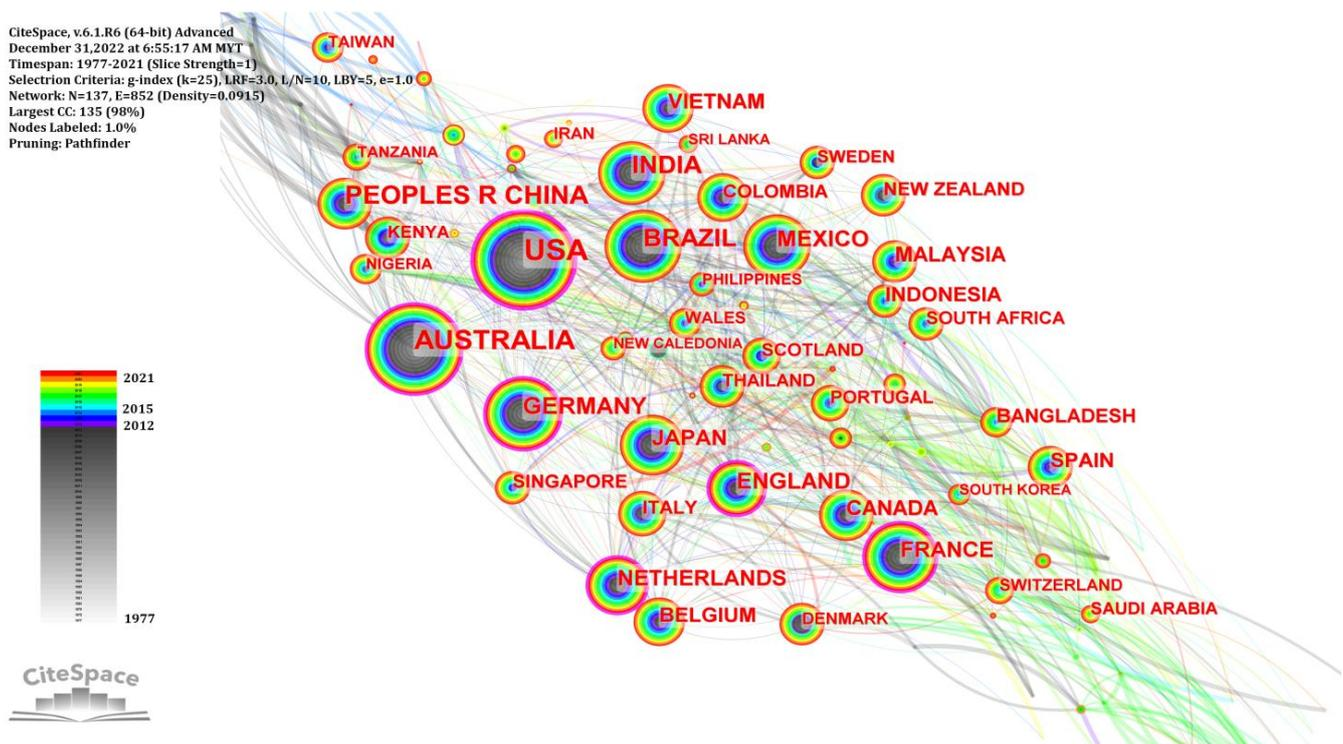 CiteSpace, v.6.1.R6 (64-bit) Advanced
December 31,2022 at 6:55:17 AM MYT
Timespan: 1977-2021 (Slice Strength=1)
Selectrion Criteria: g-index (k=25), LRF=3.0, L/N=10, LBY=5, e=1.0
Network: N=137, E=852 (Density=0.0915)
Largest CC: 135 (98%)
Nodes Labeled: 1.0%
Pruning: Pathfinder
TAIWAN
VIETNAM
IRAN
SRI LANKA
TANZANIA
INDIA
SWEDEN
PEOPLES R CHINA
COLOMBIA
NEW ZEALAND
KENYA
USA
BRAZIL
MEXICO
MALAYSIA
NIGERIA
PHILIPPINES
INDONESIA
WALES
SOUTH AFRICA
AUSTRALIA
NEW CALEDONIA
SCOTLAND
THAILAND
PORTUGAL
GERMANY
BANGLADESH
JAPAN
SPAIN
SINGAPORE
ENGLAND
SOUTH KOREA
ITALY
CANADA
FRANCE
NETHERLANDS
SWITZERLAND
BELGIUM
DENMARK
SAUDI ARABIA
2021
2015
2012
1977
CiteSpace